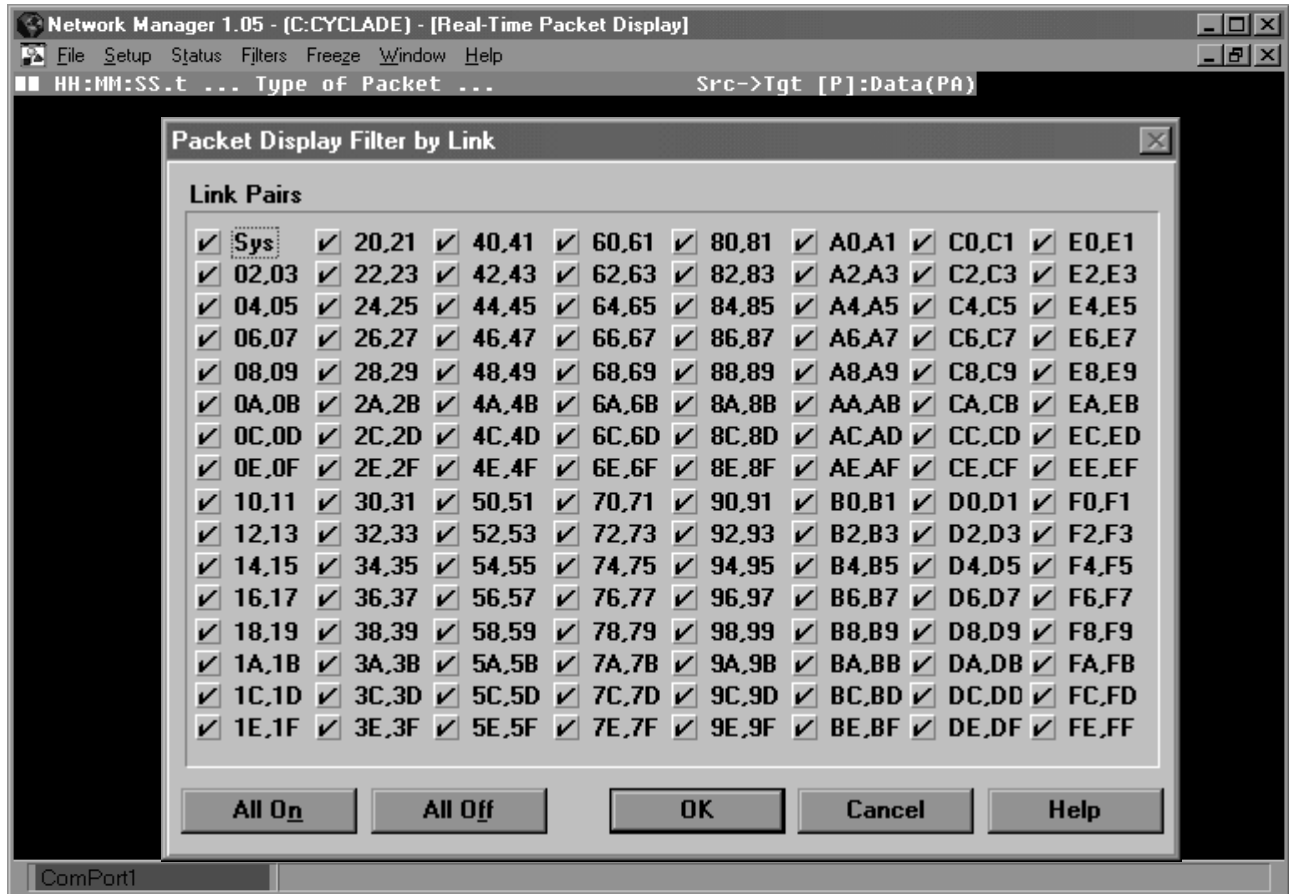 Network Manager 1.05 - (C:CYCLADE) - [Real-Time Packet Display]
File Setup Status Filters Freeze Window Help
HH:MM:SS.t ... Type of Packet ... Src->Tgt [P]:Data(PA)
Packet Display Filter by Link
Link Pairs
Sys 20,21 40,41 60,61 80,81 A0,A1 C0,C1 E0,E1
02,03 22,23 42,43 62,63 82,83 A2,A3 C2,C3 E2,E3
04,05 24,25 44,45 64,65 84,85 A4,A5 C4,C5 E4,E5
06,07 26,27 46,47 66,67 86,87 A6,A7 C6,C7 E6,E7
08,09 28,29 48,49 68,69 88,89 A8,A9 C8,C9 E8,E9
0A,0B 2A,2B 4A,4B 6A,6B 8A,8B AA,AB CA,CB EA,EB
0C,0D 2C,2D 4C,4D 6C,6D 8C,8D AC,AD CC,CD EC,ED
0E,0F 2E,2F 4E,4F 6E,6F 8E,8F AE,AF CE,CF EE,EF
10,11 30,31 50,51 70,71 90,91 B0,B1 D0,D1 F0,F1
12,13 32,33 52,53 72,73 92,93 B2,B3 D2,D3 F2,F3
14,15 34,35 54,55 74,75 94,95 B4,B5 D4,D5 F4,F5
16,17 36,37 56,57 76,77 96,97 B6,B7 D6,D7 F6,F7
18,19 38,39 58,59 78,79 98,99 B8,B9 D8,D9 F8,F9
1A,1B 3A,3B 5A,5B 7A,7B 9A,9B BA,BB DA,DB FA,FB
1C,1D 3C,3D 5C,5D 7C,7D 9C,9D BC,BD DC,DD FC,FD
1E,1F 3E,3F 5E,5F 7E,7F 9E,9F BE,BF DE,DF FE,FF
All On All Off OK Cancel Help
ComPort1